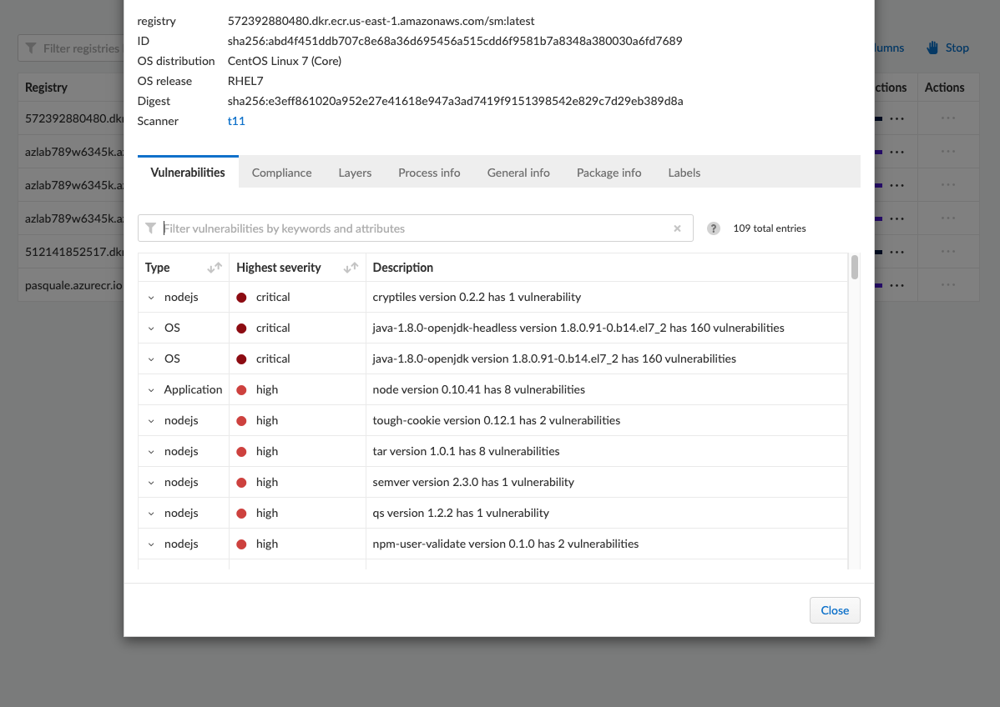 registry 572392880480.dkr.ecr.us-east-1.amazonaws.com/sm:latest
ID sha256:abd4f451ddb707c8e68a36d695456a515cdd6f9581b7a8348a380030a6fd7689
OS distribution CentOS Linux 7 (Core)
OS release RHEL7
Digest sha256:e3eff861020a952e27e41618e947a3ad7419f9151398542e829c7d29eb389d8a
Scanner t11
Filter registries
lumns Stop
Registry ctions Actions
572392880480.dkr
azlab789w6345k.a
azlab789w6345k.a
azlab789w6345k.a
512141852517.dkr
pasquale.azurecr.io
Vulnerabilities Compliance Layers Process info General info Package info Labels
Filter vulnerabilities by keywords and attributes × ? 109 total entries
Type Highest severity Description
nodejs critical cryptiles version 0.2.2 has 1 vulnerability
OS critical java-1.8.0-openjdk-headless version 1.8.0.91-0.b14.el7_2 has 160 vulnerabilities
OS critical java-1.8.0-openjdk version 1.8.0.91-0.b14.el7_2 has 160 vulnerabilities
Application high node version 0.10.41 has 8 vulnerabilities
nodejs high tough-cookie version 0.12.1 has 2 vulnerabilities
nodejs high tar version 1.0.1 has 8 vulnerabilities
nodejs high semver version 2.3.0 has 1 vulnerability
nodejs high qs version 1.2.2 has 1 vulnerability
nodejs high npm-user-validate version 0.1.0 has 2 vulnerabilities
Close